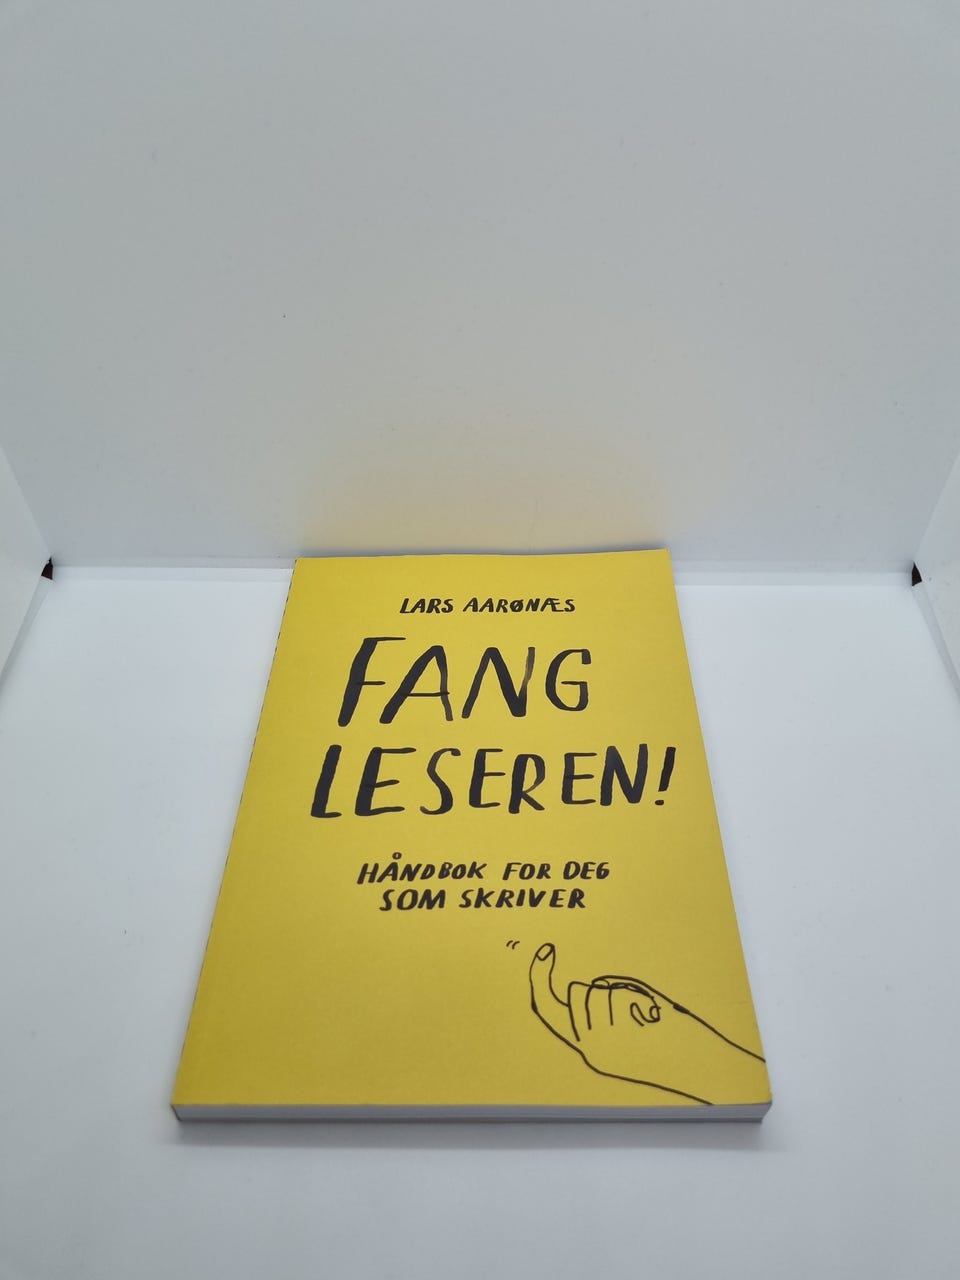 LARS AARØNÆS
FANG
LESEREN!
HÅNDBOK FOR DEG
SOM SKRIVER